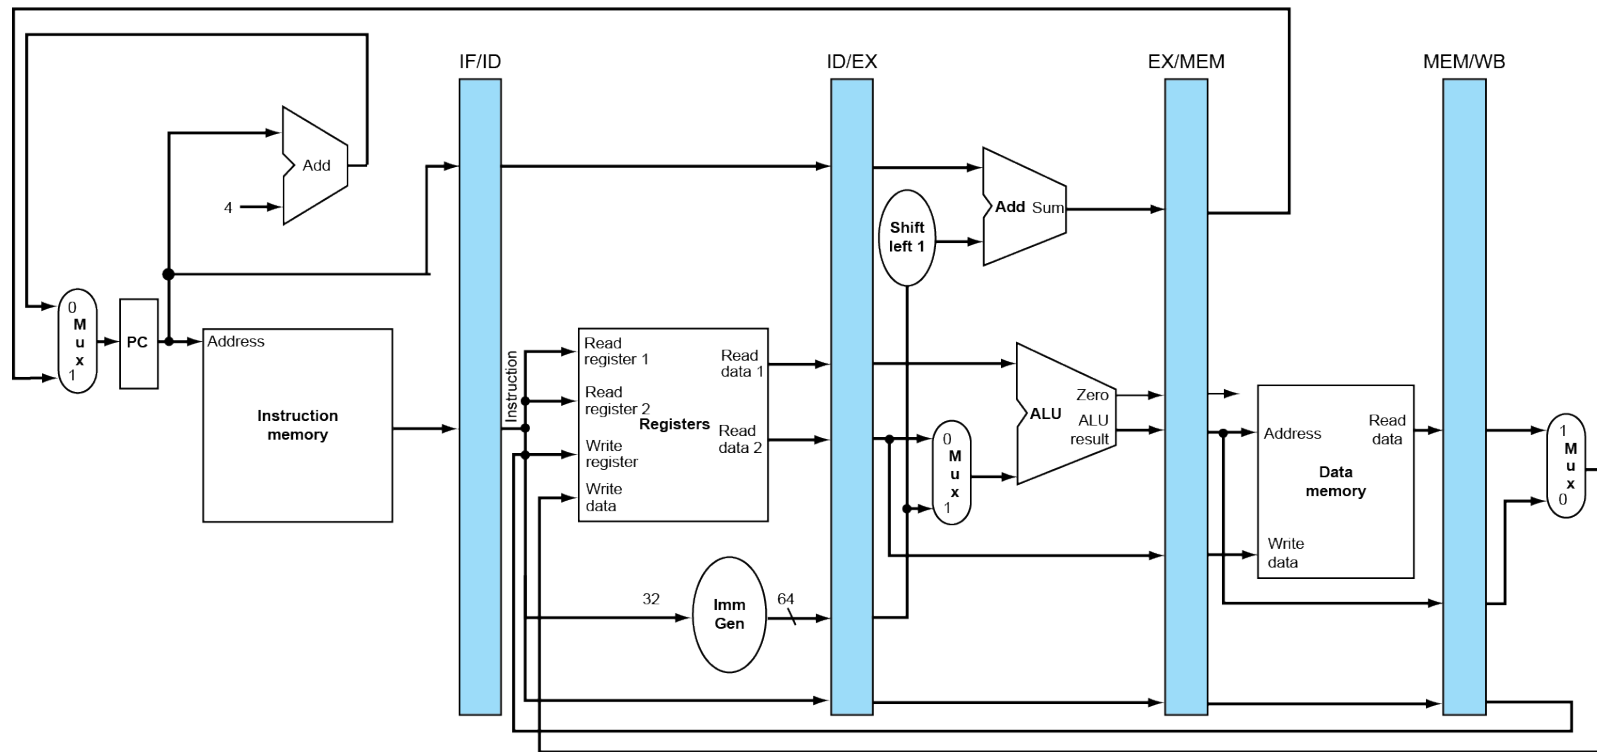 IF/ID
ID/EX
EX/MEM
MEM/WB
Add
4
Add Sum
Shift
left 1
0
M
u
x
1
PC
Address
Instruction
memory
Instruction
Read
register 1
Read
register 2
Write
register
Write
data
Registers
Read
data 1
Read
data 2
0
M
u
x
1
Zero
ALU
ALU
result
Address
Read
data
Data
memory
Write
data
1
M
u
x
0
32
Imm
Gen
64